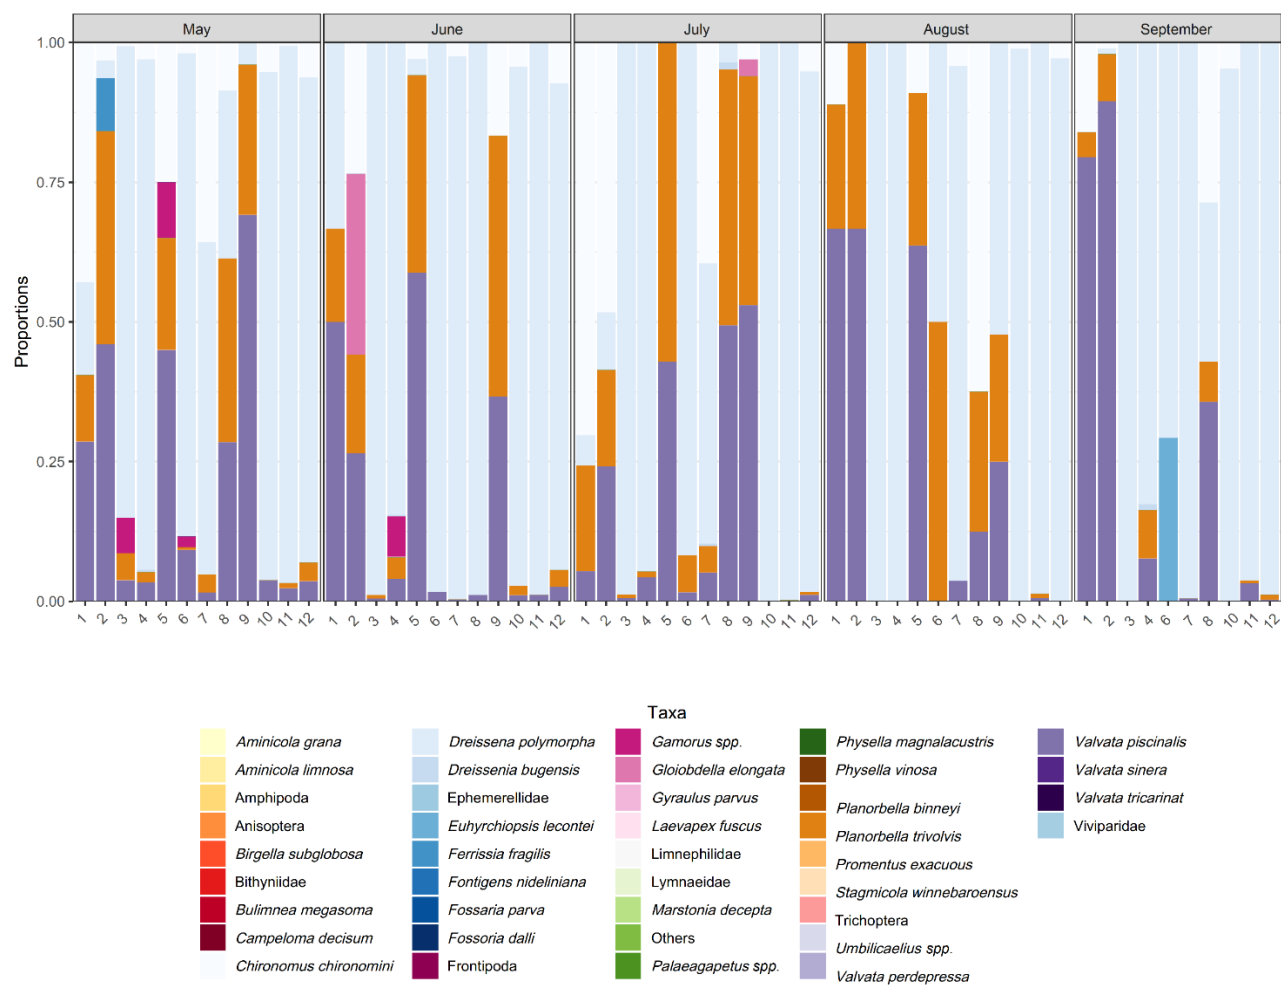 May June July August September
1.00
0.75
0.50
0.25
0.00
Proportions
1 2 3 4 5 6 7 8 9 10 11 12 1 2 3 4 5 6 7 8 9 10 11 12 1 2 3 4 5 6 7 8 9 10 11 12 1 2 3 4 5 6 7 8 9 10 11 12 1 2 3 4 6 7 8 10 11 12
Taxa
Aminicola grana
Aminicola limnosa
Amphipoda
Anisoptera
Birgella subglobosa
Bithyniidae
Bulimnea megasoma
Campeloma decisum
Chironomus chironomini
Dreissena polymorpha
Dreissenia bugensis
Ephemerellidae
Euhyrchiopsis lecontei
Ferrissia fragilis
Fontigens nideliniana
Fossaria parva
Fossoria dalli
Frontipoda
Gamorus spp.
Gloiobdella elongata
Gyraulus parvus
Laevapex fuscus
Limnephilidae
Lymnaeidae
Marstonia decepta
Others
Palaeagapetus spp.
Physella magnalacustris
Physella vinosa
Planorbella binneyi
Planorbella trivolvis
Promentus exacuous
Stagmicola winnebaroensus
Trichoptera
Umbilicaelius spp.
Valvata perdepressa
Valvata piscinalis
Valvata sinera
Valvata tricarinat
Viviparidae